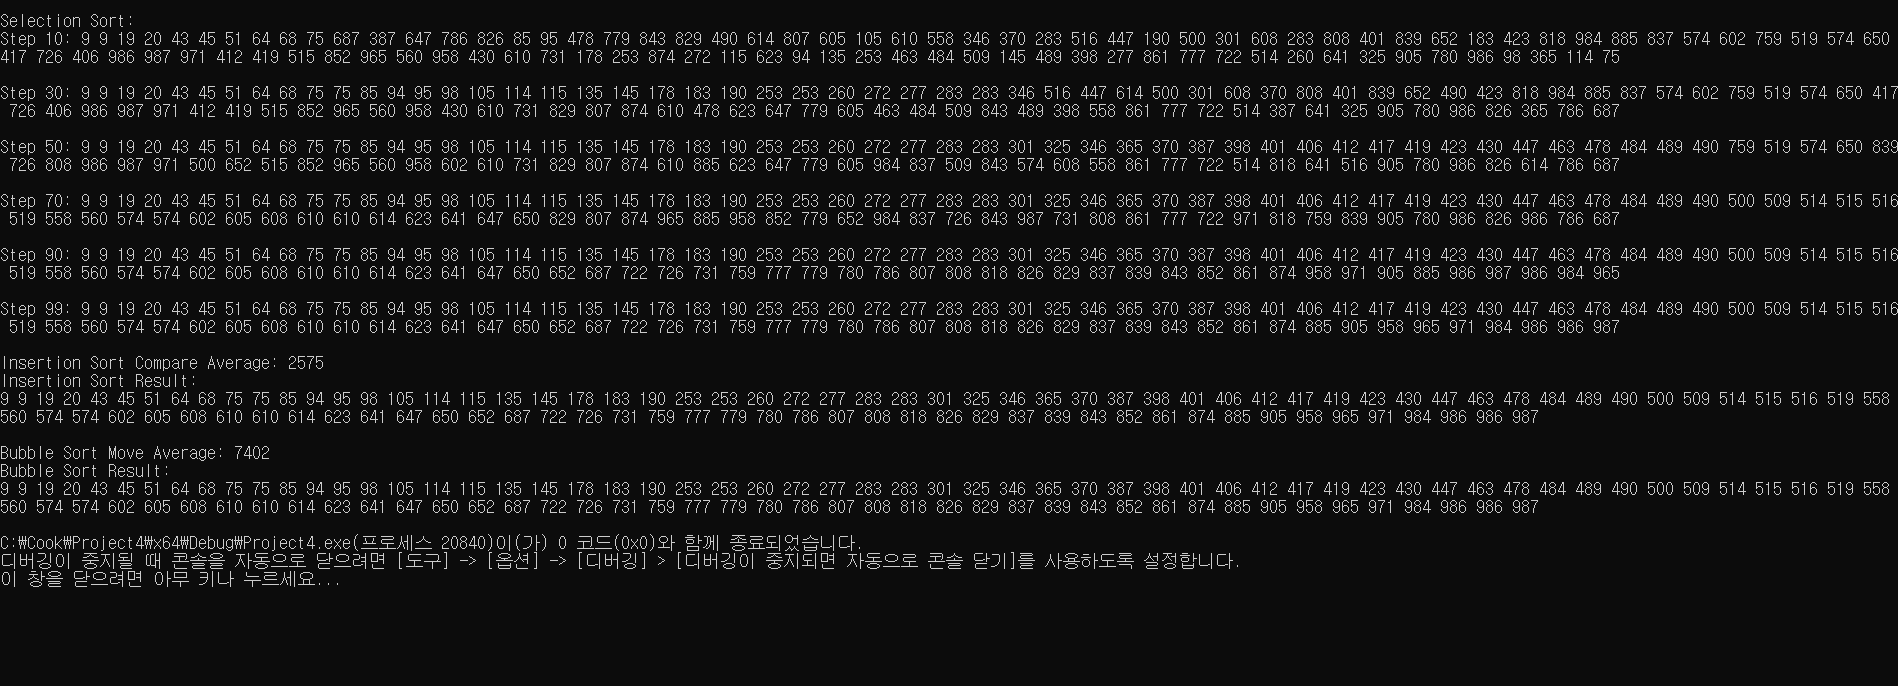 Selection Sort:
Step 10: 9 9 19 20 43 45 51 64 68 75 687 387 647 786 826 85 95 478 779 843 829 490 614 807 605 105 610 558 346 370 283 516 447 190 500 301 608 283 808 401 839 652 183 423 818 984 885 837 574 602 759 519 574 650
417 726 406 986 987 971 412 419 515 852 965 560 958 430 610 731 178 253 874 272 115 623 94 135 253 463 484 509 145 489 398 277 861 777 722 514 260 641 325 905 780 986 98 365 114 75
Step 30: 9 9 19 20 43 45 51 64 68 75 75 85 94 95 98 105 114 115 135 145 178 183 190 253 253 260 272 277 283 283 346 516 447 614 500 301 608 370 808 401 839 652 490 423 818 984 885 837 574 602 759 519 574 650 417
726 406 986 987 971 412 419 515 852 965 560 958 430 610 731 829 807 874 610 478 623 647 779 605 463 484 509 843 489 398 558 861 777 722 514 387 641 325 905 780 986 826 365 786 687
Step 50: 9 9 19 20 43 45 51 64 68 75 75 85 94 95 98 105 114 115 135 145 178 183 190 253 253 260 272 277 283 283 301 325 346 365 370 387 398 401 406 412 417 419 423 430 447 463 478 484 489 490 759 519 574 650 839
726 808 986 987 971 500 652 515 852 965 560 958 602 610 731 829 807 874 610 885 623 647 779 605 984 837 509 843 574 608 558 861 777 722 514 818 641 516 905 780 986 826 614 786 687
Step 70: 9 9 19 20 43 45 51 64 68 75 75 85 94 95 98 105 114 115 135 145 178 183 190 253 253 260 272 277 283 283 301 325 346 365 370 387 398 401 406 412 417 419 423 430 447 463 478 484 489 490 500 509 514 515 516
519 558 560 574 574 602 605 608 610 610 614 623 641 647 650 829 807 874 965 885 958 852 779 652 984 837 726 843 987 731 808 861 777 722 971 818 759 839 905 780 986 826 986 786 687
Step 90: 9 9 19 20 43 45 51 64 68 75 75 85 94 95 98 105 114 115 135 145 178 183 190 253 253 260 272 277 283 283 301 325 346 365 370 387 398 401 406 412 417 419 423 430 447 463 478 484 489 490 500 509 514 515 516
519 558 560 574 574 602 605 608 610 610 614 623 641 647 650 652 687 722 726 731 759 777 779 780 786 807 808 818 826 829 837 839 843 852 861 874 958 971 905 885 986 987 986 984 965
Step 99: 9 9 19 20 43 45 51 64 68 75 75 85 94 95 98 105 114 115 135 145 178 183 190 253 253 260 272 277 283 283 301 325 346 365 370 387 398 401 406 412 417 419 423 430 447 463 478 484 489 490 500 509 514 515 516
519 558 560 574 574 602 605 608 610 610 614 623 641 647 650 652 687 722 726 731 759 777 779 780 786 807 808 818 826 829 837 839 843 852 861 874 885 905 958 965 971 984 986 986 987
Insertion Sort Compare Average: 2575
Insertion Sort Result:
9 9 19 20 43 45 51 64 68 75 75 85 94 95 98 105 114 115 135 145 178 183 190 253 253 260 272 277 283 283 301 325 346 365 370 387 398 401 406 412 417 419 423 430 447 463 478 484 489 490 500 509 514 515 516 519 558
560 574 574 602 605 608 610 610 614 623 641 647 650 652 687 722 726 731 759 777 779 780 786 807 808 818 826 829 837 839 843 852 861 874 885 905 958 965 971 984 986 986 987
Bubble Sort Move Average: 7402
Bubble Sort Result:
9 9 19 20 43 45 51 64 68 75 75 85 94 95 98 105 114 115 135 145 178 183 190 253 253 260 272 277 283 283 301 325 346 365 370 387 398 401 406 412 417 419 423 430 447 463 478 484 489 490 500 509 514 515 516 519 558
560 574 574 602 605 608 610 610 614 623 641 647 650 652 687 722 726 731 759 777 779 780 786 807 808 818 826 829 837 839 843 852 861 874 885 905 958 965 971 984 986 986 987
C:₩Cook₩Project4₩x64₩Debug₩Project4.exe(프로세스 20840)이(가) 0 코드(0x0)와 함께 종료되었습니다.
디버깅이 중지될 때 콘솔을 자동으로 닫으려면 [도구] -> [옵션] -> [디버깅] > [디버깅이 중지되면 자동으로 콘솔 닫기]를 사용하도록 설정합니다.
이 창을 닫으려면 아무 키나 누르세요...